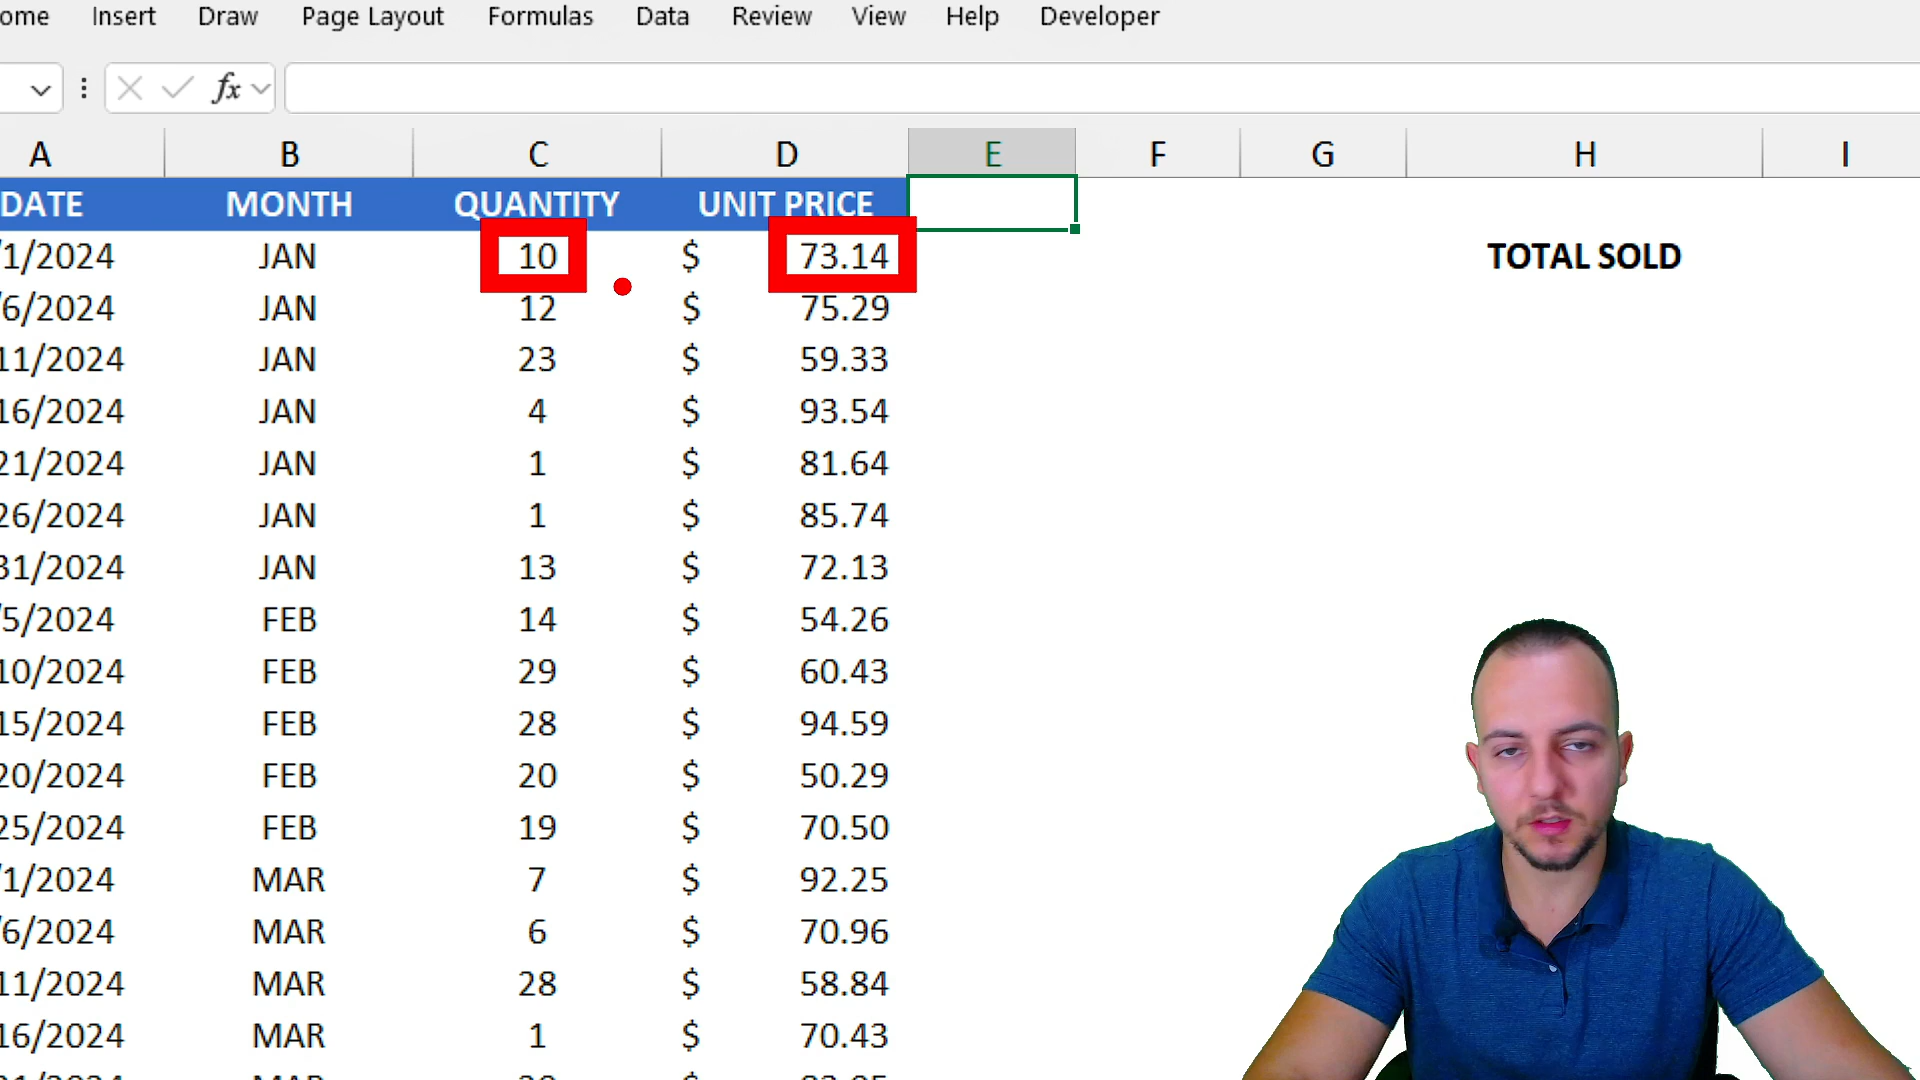 ome Insert Draw Page Layout Formulas Data Review View Help Developer
fx
A B C D E F G H I
DATE MONTH QUANTITY UNIT PRICE
/1/2024 JAN 10 $ 73.14 TOTAL SOLD
/6/2024 JAN 12 $ 75.29
11/2024 JAN 23 $ 59.33
16/2024 JAN 4 $ 93.54
21/2024 JAN 1 $ 81.64
26/2024 JAN 1 $ 85.74
31/2024 JAN 13 $ 72.13
/5/2024 FEB 14 $ 54.26
10/2024 FEB 29 $ 60.43
15/2024 FEB 28 $ 94.59
20/2024 FEB 20 $ 50.29
25/2024 FEB 19 $ 70.50
/1/2024 MAR 7 $ 92.25
/6/2024 MAR 6 $ 70.96
11/2024 MAR 28 $ 58.84
16/2024 MAR 1 $ 70.43